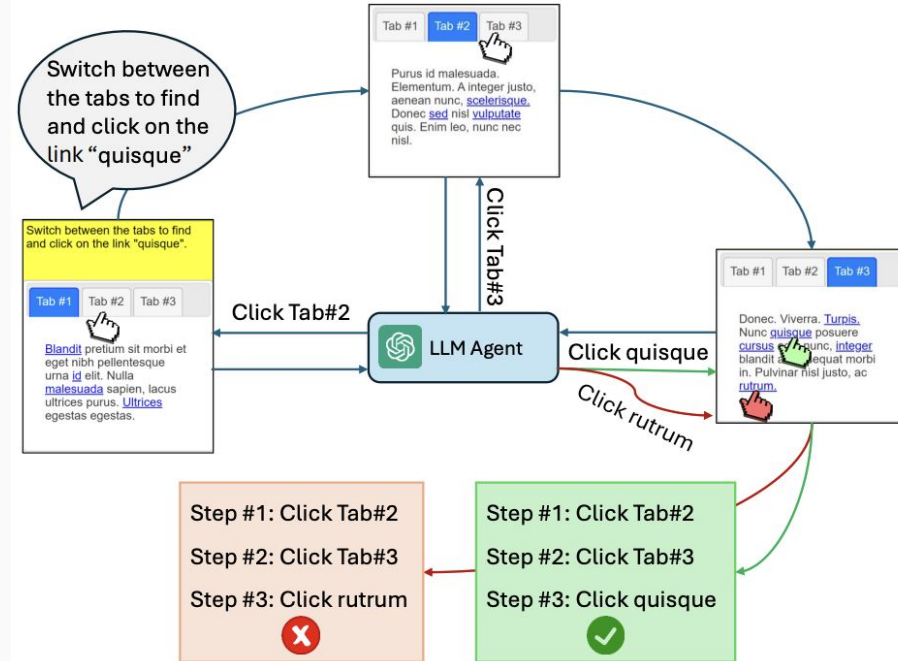 Tab #1 Tab #2 Tab #3
Purus id malesuada.
Elementum. A integer justo,
aenean nunc, scelerisque.
Donec sed nisl vulputate
quis. Enim leo, nunc nec
nisl.
Switch between
the tabs to find
and click on the
link “quisque”
Switch between the tabs to find
and click on the link "quisque".
Tab #1 Tab #2 Tab #3
Blandit pretium sit morbi et
eget nibh pellentesque
urna id elit. Nulla
malesuada sapien, lacus
ultrices purus. Ultrices
egestas egestas.
Click Tab#2
Click Tab#3
LLM Agent
Click quisque
Click rutrum
Tab #1 Tab #2 Tab #3
Donec. Viverra. Turpis.
Nunc quisque posuere
cursus nunc, integer
blandit morbi
in. Pulvinar nisl justo, ac
rutrum.
Step #1: Click Tab#2
Step #2: Click Tab#3
Step #3: Click rutrum
Step #1: Click Tab#2
Step #2: Click Tab#3
Step #3: Click quisque